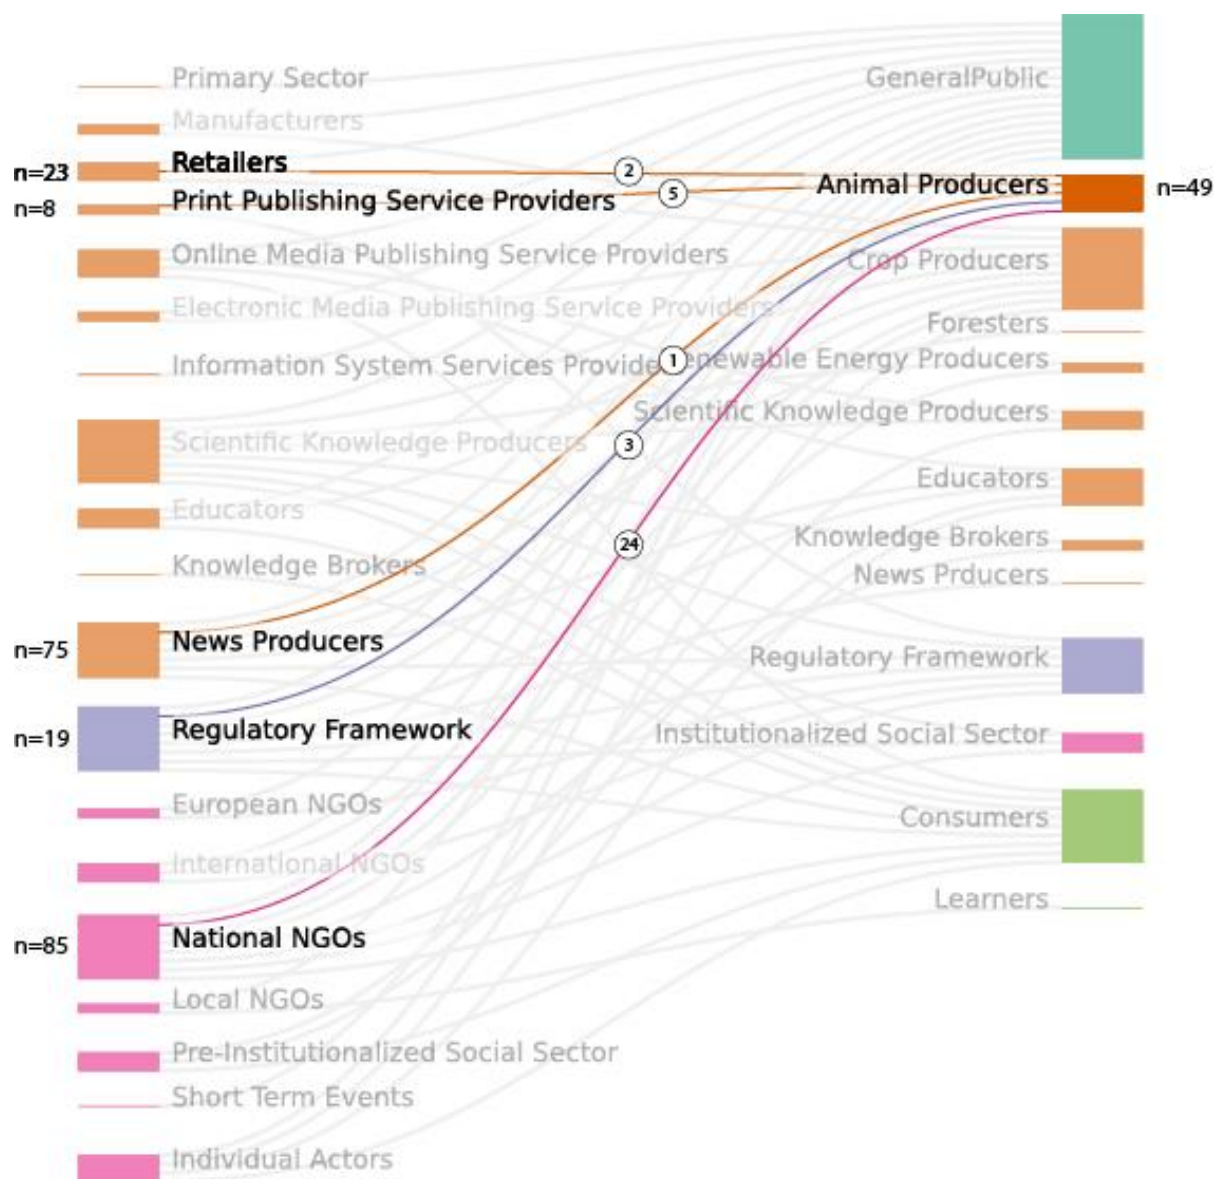 Primary Sector
GeneralPublic
Manufacturers
n=23
Retailers
2
n=8
Print Publishing Service Providers
5
Animal Producers
n=49
Online Media Publishing Service Providers
Crop Producers
Electronic Media Publishing Service Providers
Foresters
Information System Services Provide
1
enewable Energy Producers
Scientific Knowledge Producers
Scientific Knowledge Producers
3
Educators
Educators
Knowledge Brokers
24
Knowledge Brokers
News Prducers
n=75
News Producers
Regulatory Framework
n=19
Regulatory Framework
Institutionalized Social Sector
European NGOs
Consumers
International NGOs
Learners
n=85
National NGOs
Local NGOs
Pre-Institutionalized Social Sector
Short Term Events
Individual Actors